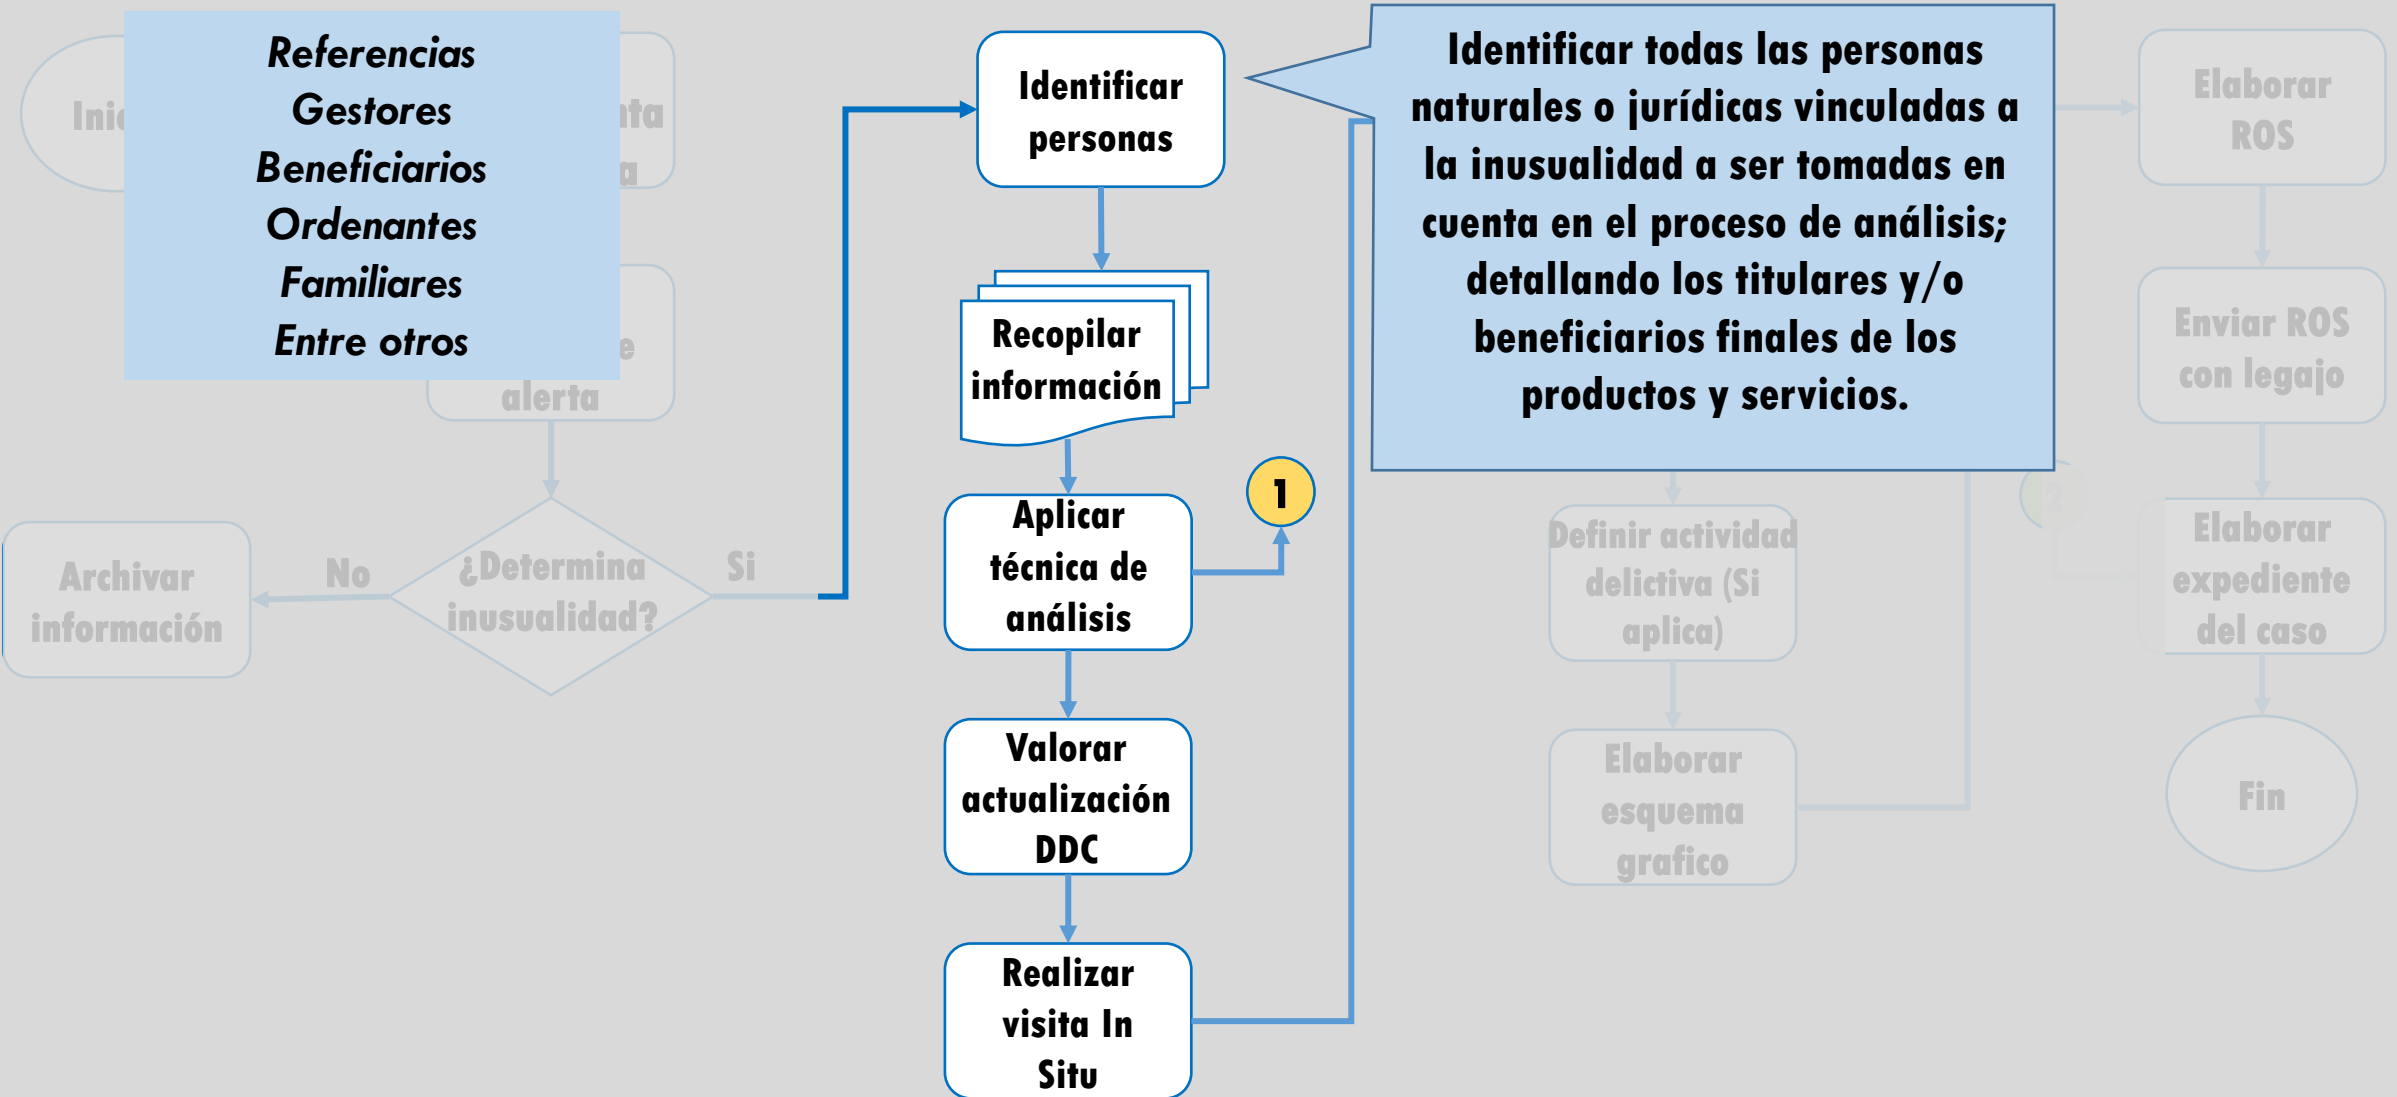 Referencias
Gestores
Beneficiarios
Ordenantes
Familiares
Entre otros
alerta
¿Determina
inusualidad?
No
Si
Archivar
información
Identificar
personas
Recopilar
información
Aplicar
técnica de
análisis
1
Valorar
actualización
DDC
Realizar
visita In
Situ
Identificar todas las personas
naturales o jurídicas vinculadas a
la inusualidad a ser tomadas en
cuenta en el proceso de análisis;
detallando los titulares y/o
beneficiarios finales de los
productos y servicios.
Definir actividad
delictiva (Si
aplica)
Elaborar
esquema
grafico
2
Elaborar
ROS
Enviar ROS
con legajo
Elaborar
expediente
del caso
Fin